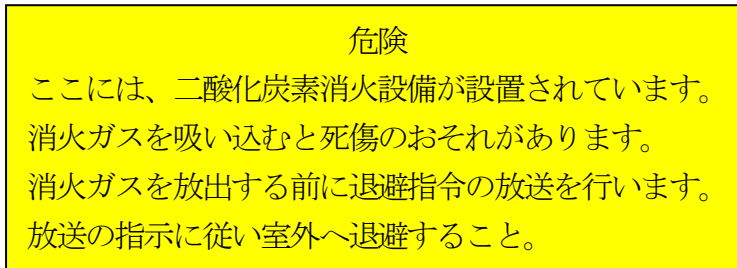 危険
ここには、二酸化炭素消火設備が設置されています。
消火ガスを吸い込むと死傷のおそれがあります。
消火ガスを放出する前に退避指令の放送を行います。
放送の指示に従い室外へ退避すること。